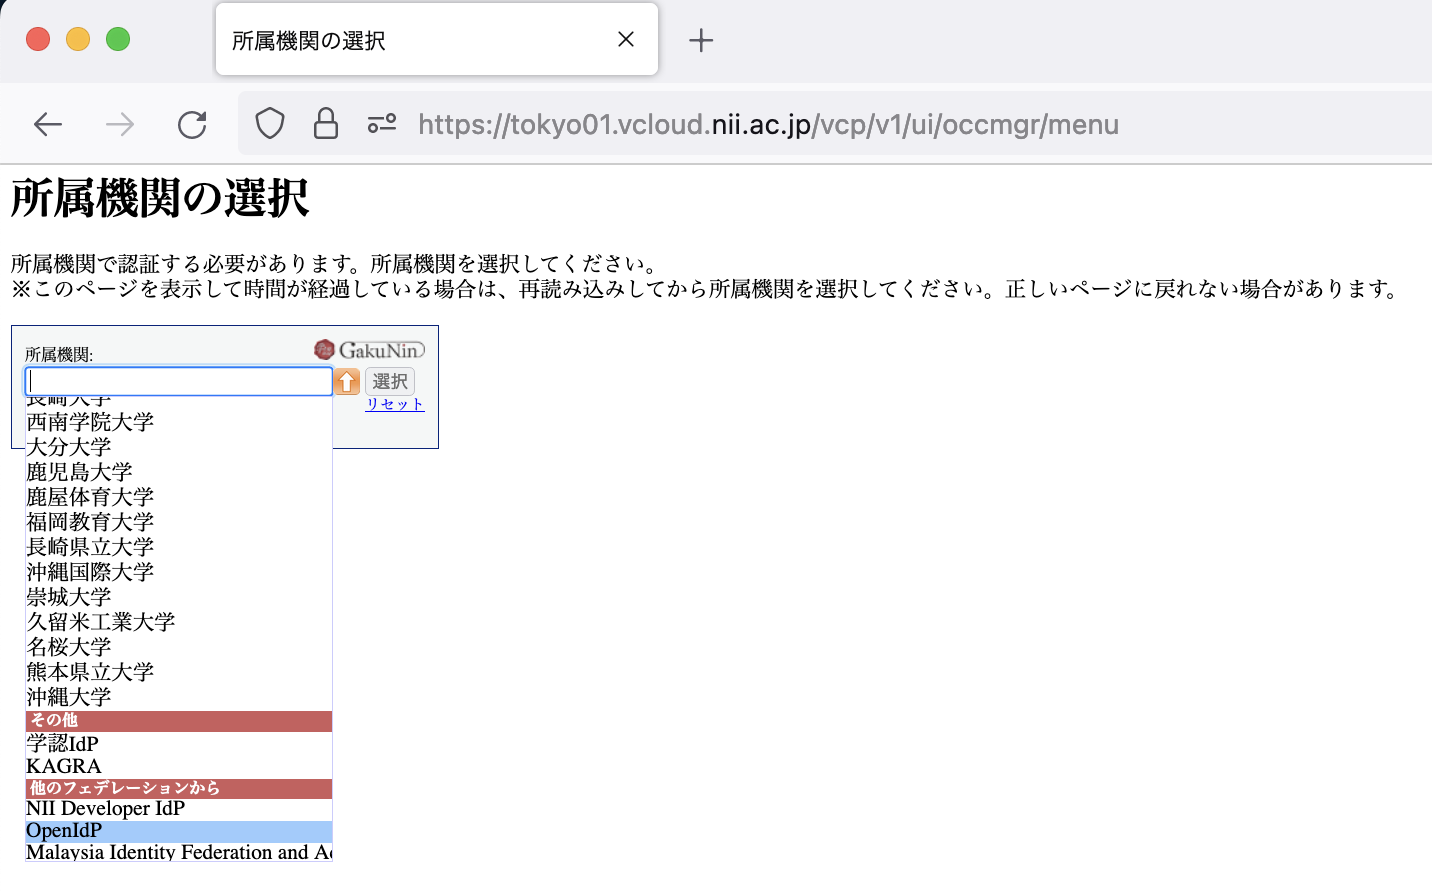 所属機関の選択
https://tokyo01.vcloud.nii.ac.jp/vcp/v1/ui/occmgr/menu
所属機関の選択
所属機関で認証する必要があります。所属機関を選択してください。
※このページを表示して時間が経過している場合は、再読み込みしてから所属機関を選択してください。正しいページに戻れない場合があります。
所属機関:
GakuNin
選択
リセット
長崎大学
西南学院大学
大分大学
鹿児島大学
鹿屋体育大学
福岡教育大学
長崎県立大学
沖縄国際大学
崇城大学
久留米工業大学
名桜大学
熊本県立大学
沖縄大学
その他
学認IdP
KAGRA
他のフェデレーションから
NII Developer IdP
OpenIdP
Malaysia Identity Federation and